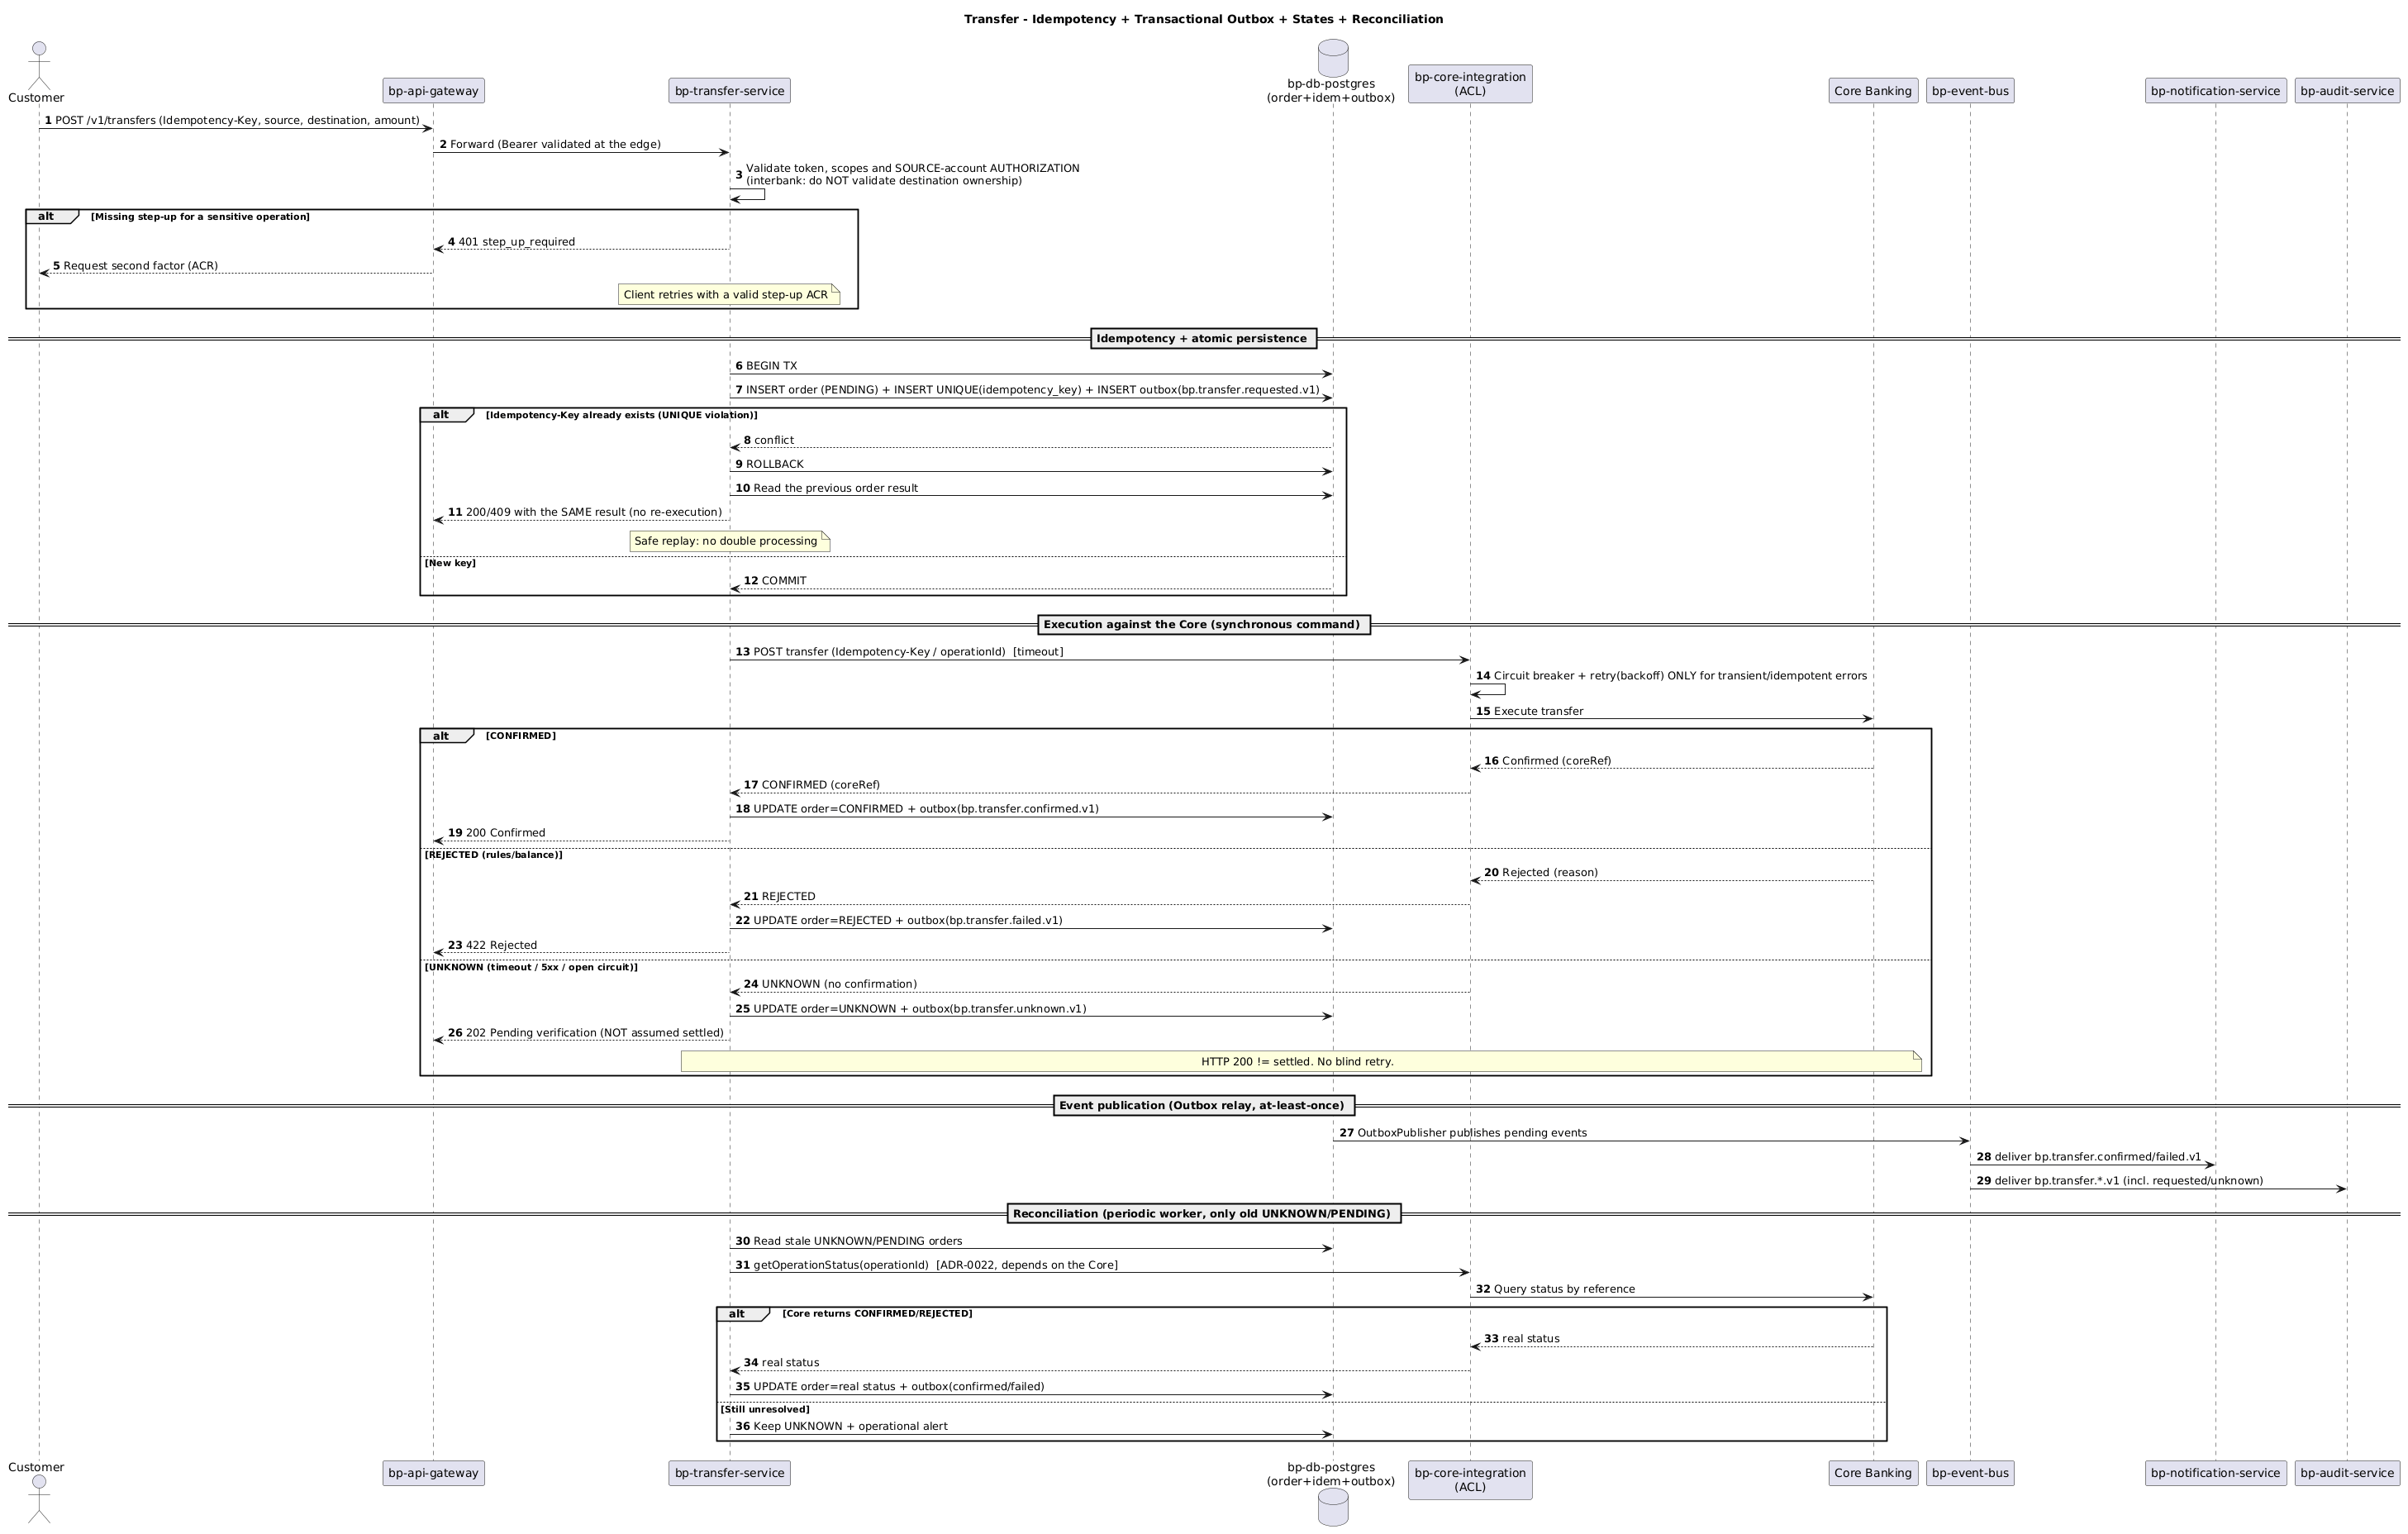 Transfer - Idempotency + Transactional Outbox + States + Reconciliation
Customer
bp-api-gateway
bp-transfer-service
bp-db-postgres
(order+idem+outbox)
bp-core-integration
(ACL)
Core Banking
bp-event-bus
bp-notification-service
bp-audit-service
1 POST /v1/transfers (Idempotency-Key, source, destination, amount)
2 Forward (Bearer validated at the edge)
3 Validate token, scopes and SOURCE-account AUTHORIZATION
(interbank: do NOT validate destination ownership)
alt [Missing step-up for a sensitive operation]
4 401 step_up_required
5 Request second factor (ACR)
Client retries with a valid step-up ACR
Idempotency + atomic persistence
6 BEGIN TX
7 INSERT order (PENDING) + INSERT UNIQUE(idempotency_key) + INSERT outbox(bp.transfer.requested.v1)
alt [Idempotency-Key already exists (UNIQUE violation)]
8 conflict
9 ROLLBACK
10 Read the previous order result
11 200/409 with the SAME result (no re-execution)
Safe replay: no double processing
[New key]
12 COMMIT
Execution against the Core (synchronous command)
13 POST transfer (Idempotency-Key / operationId)  [timeout]
14 Circuit breaker + retry(backoff) ONLY for transient/idempotent errors
15 Execute transfer
alt [CONFIRMED]
16 Confirmed (coreRef)
17 CONFIRMED (coreRef)
18 UPDATE order=CONFIRMED + outbox(bp.transfer.confirmed.v1)
19 200 Confirmed
[REJECTED (rules/balance)]
20 Rejected (reason)
21 REJECTED
22 UPDATE order=REJECTED + outbox(bp.transfer.failed.v1)
23 422 Rejected
[UNKNOWN (timeout / 5xx / open circuit)]
24 UNKNOWN (no confirmation)
25 UPDATE order=UNKNOWN + outbox(bp.transfer.unknown.v1)
26 202 Pending verification (NOT assumed settled)
HTTP 200 != settled. No blind retry.
Event publication (Outbox relay, at-least-once)
27 OutboxPublisher publishes pending events
28 deliver bp.transfer.confirmed/failed.v1
29 deliver bp.transfer.*.v1 (incl. requested/unknown)
Reconciliation (periodic worker, only old UNKNOWN/PENDING)
30 Read stale UNKNOWN/PENDING orders
31 getOperationStatus(operationId)  [ADR-0022, depends on the Core]
32 Query status by reference
alt [Core returns CONFIRMED/REJECTED]
33 real status
34 real status
35 UPDATE order=real status + outbox(confirmed/failed)
[Still unresolved]
36 Keep UNKNOWN + operational alert
Customer
bp-api-gateway
bp-transfer-service
bp-db-postgres
(order+idem+outbox)
bp-core-integration
(ACL)
Core Banking
bp-event-bus
bp-notification-service
bp-audit-service